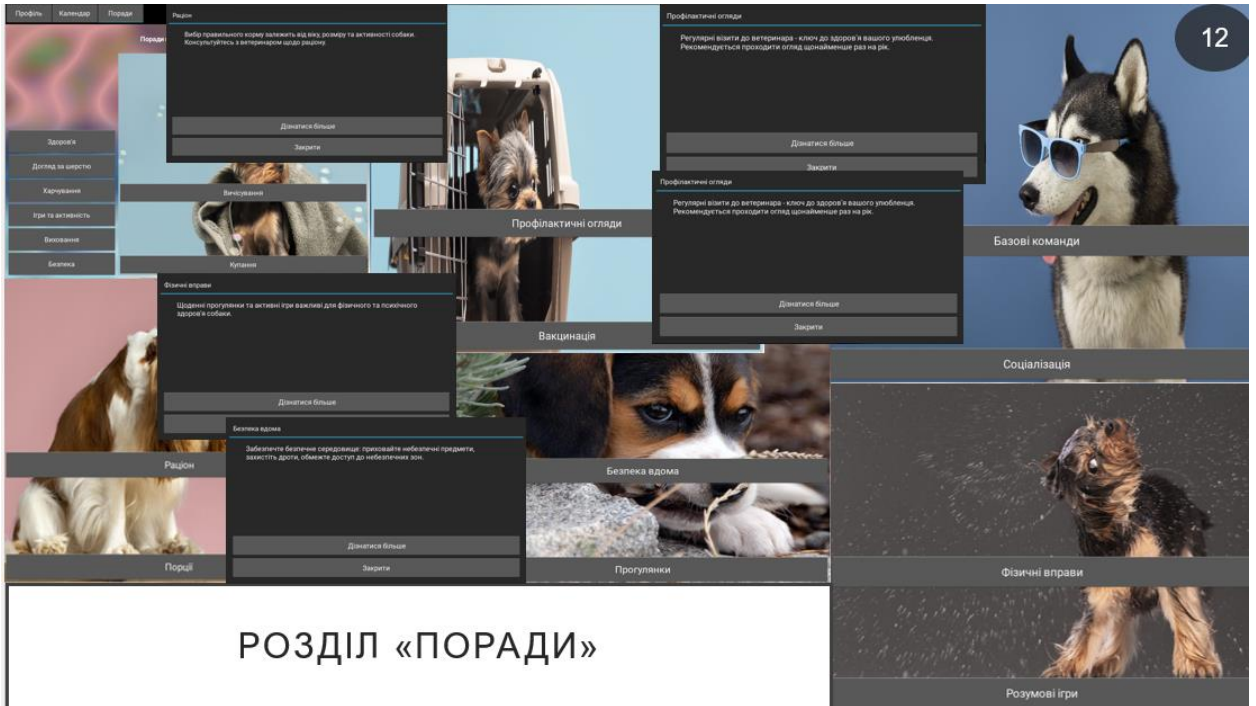 Профіль Календар Поради
Поради
Здоров'я
Догляд за шерстю
Харчування
Ігри та активність
Виховання
Безпека
Вичісування
Купання
Раціон
Вибір правильного корму залежить від віку, розміру та активності собаки.
Консультуйтесь з ветеринаром щодо раціону.
Дізнатися більше
Закрити
Профілактичні огляди
Вакцинація
Профілактичні огляди
Регулярні візити до ветеринара - ключ до здоров'я вашого улюбленця.
Рекомендується проходити огляд щонайменше раз на рік.
Дізнатися більше
Закрити
Профілактичні огляди
Регулярні візити до ветеринара - ключ до здоров'я вашого улюбленця.
Рекомендується проходити огляд щонайменше раз на рік.
Дізнатися більше
Закрити
12
Базові команди
Соціалізація
Фізичні вправи
Щоденні прогулянки та активні ігри важливі для фізичного та психічного
здоров'я собаки.
Дізнатися більше
Раціон
Порції
Безпека вдома
Забезпечте безпечне середовище: приховайте небезпечні предмети,
захистіть дроти, обмежте доступ до небезпечних зон.
Дізнатися більше
Закрити
Безпека вдома
Прогулянки
Фізичні вправи
Розумові ігри
РОЗДІЛ «ПОРАДИ»